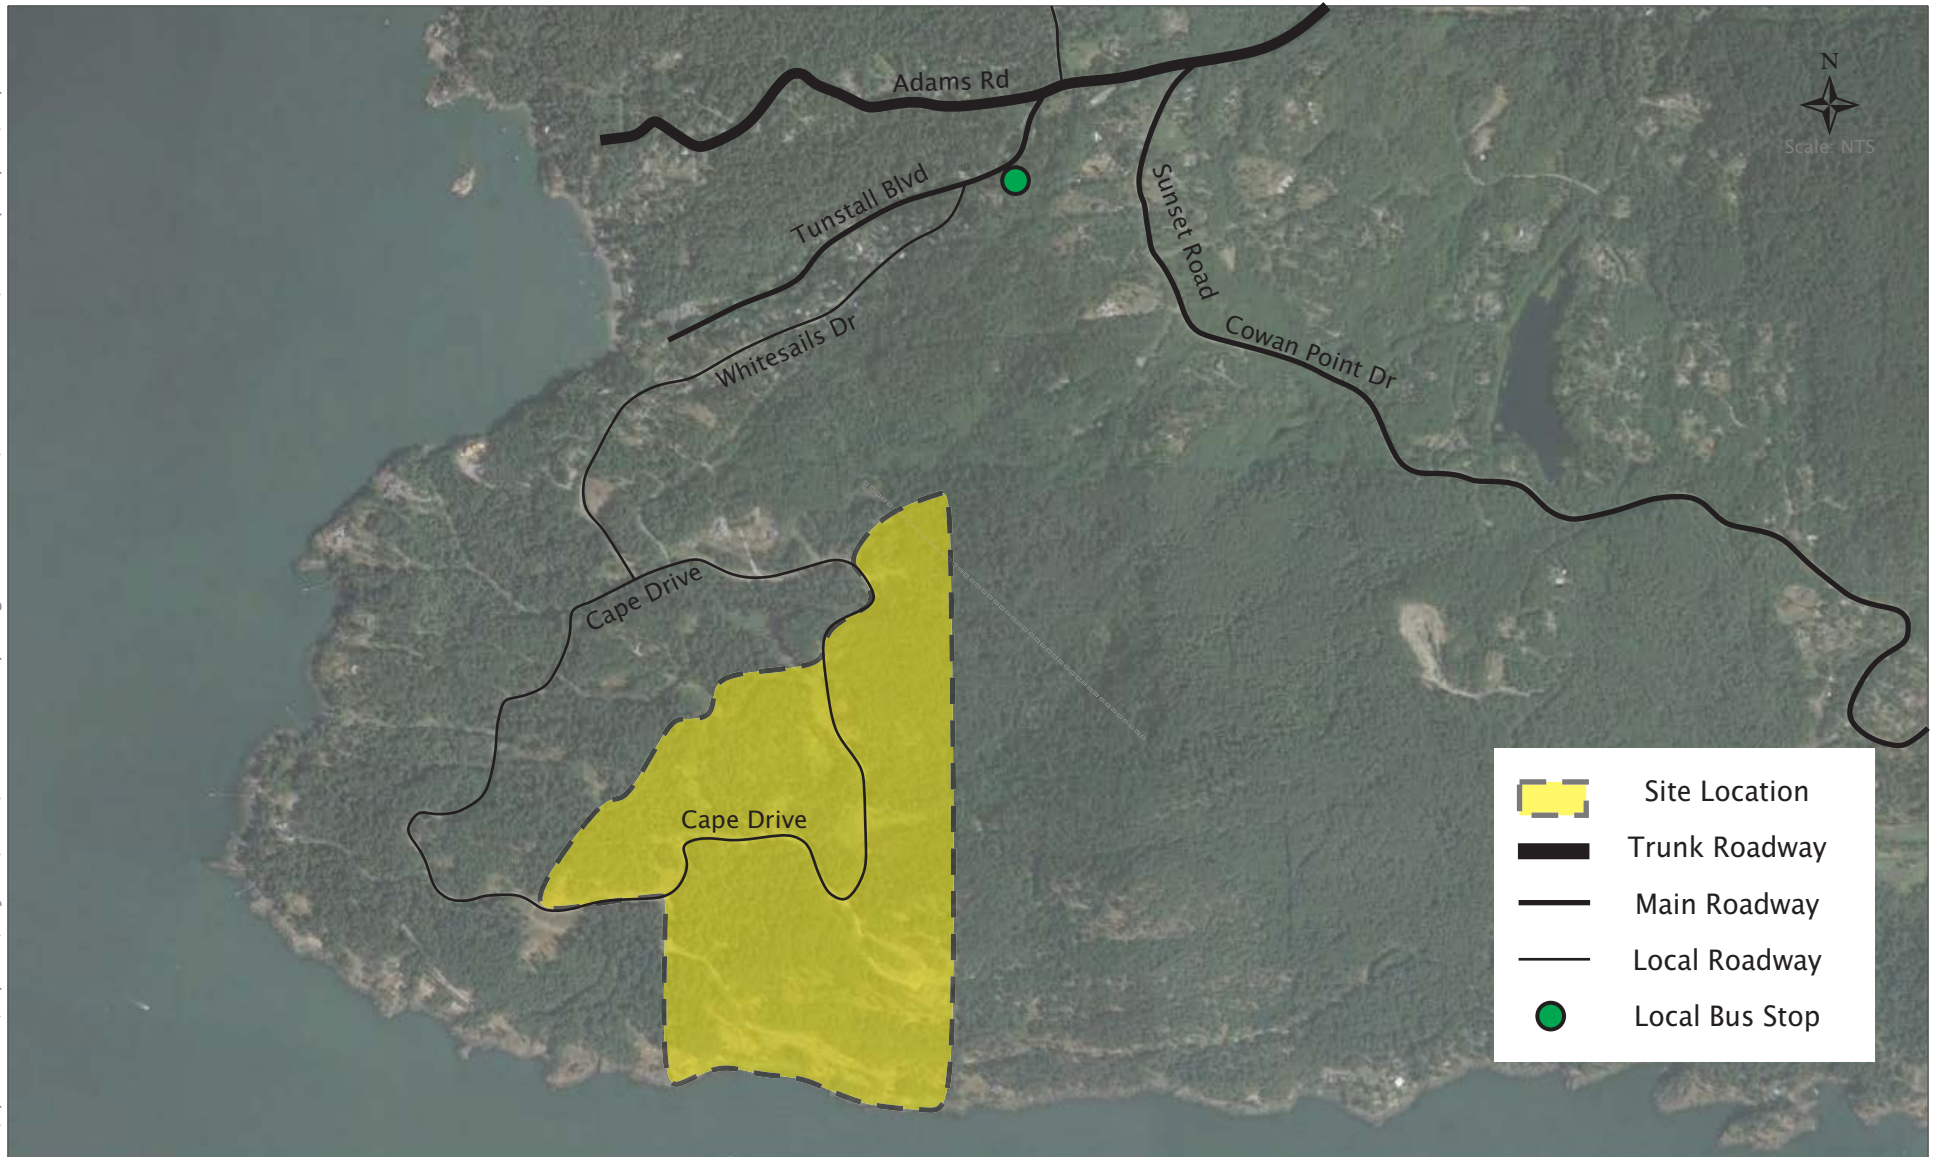 N
Scale: NTS
Adams Rd
Tunstall Blvd
Sunset Road
Whitesails Dr
Cowan Point Dr
Cape Drive
Cape Drive
Site Location
Trunk Roadway
Main Roadway
Local Roadway
Local Bus Stop